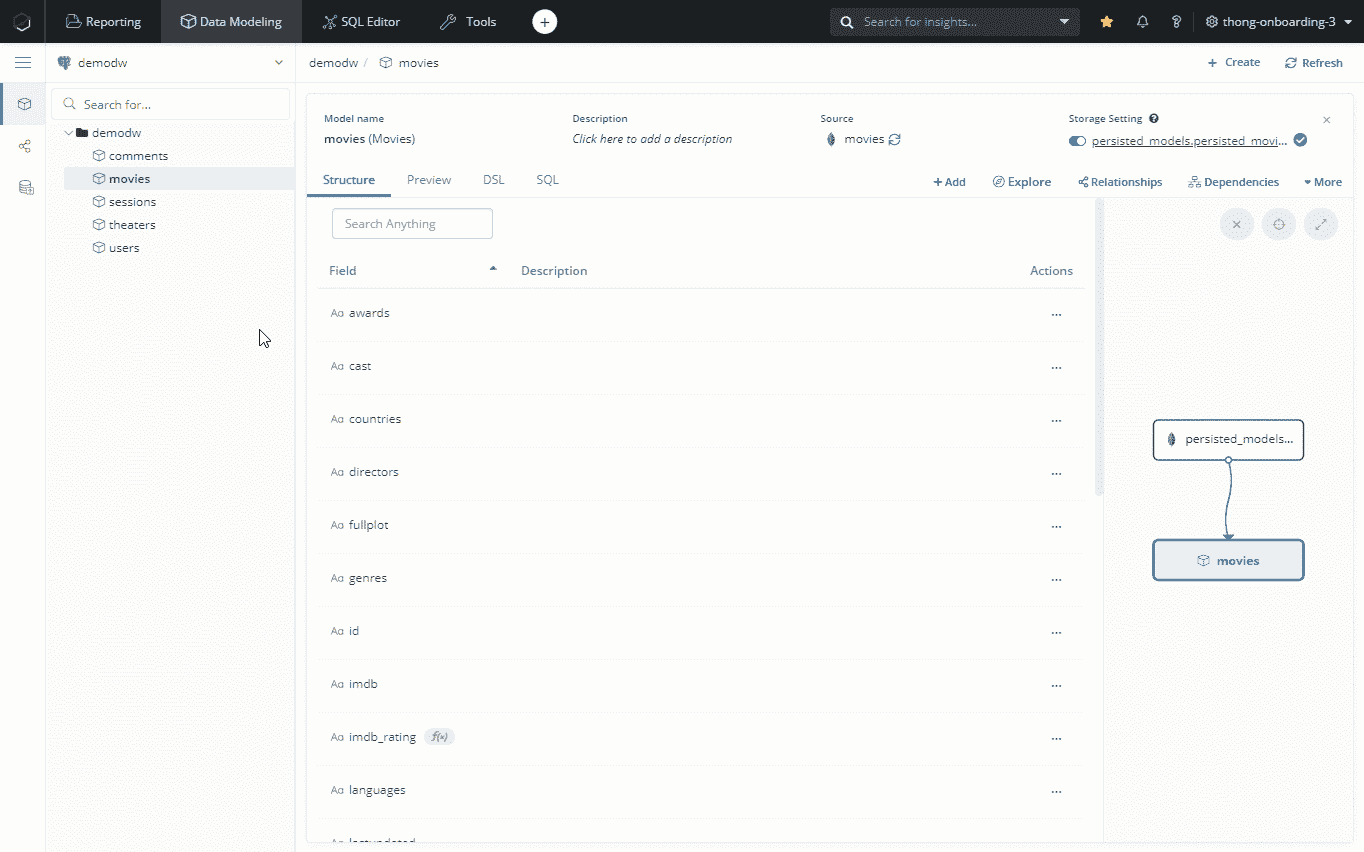 Reporting Data Modeling SQL Editor Tools + Search for insights... thong-onboarding-3
demodw demodw / movies + Create Refresh
Search for...
demodw
comments
movies
sessions
theaters
users
Model name Description Source Storage Setting
movies (Movies) Click here to add a description movies persisted_models.persisted_movi...
Structure Preview DSL SQL + Add Explore Relationships Dependencies More
Search Anything
Field Description Actions
Aa awards ...
Aa cast ...
Aa countries ...
Aa directors ...
Aa fullplot ...
Aa genres ...
Aa id ...
Aa imdb ...
Aa imdb_rating f(x) ...
Aa languages ...
lastupdated
persisted_models...
movies